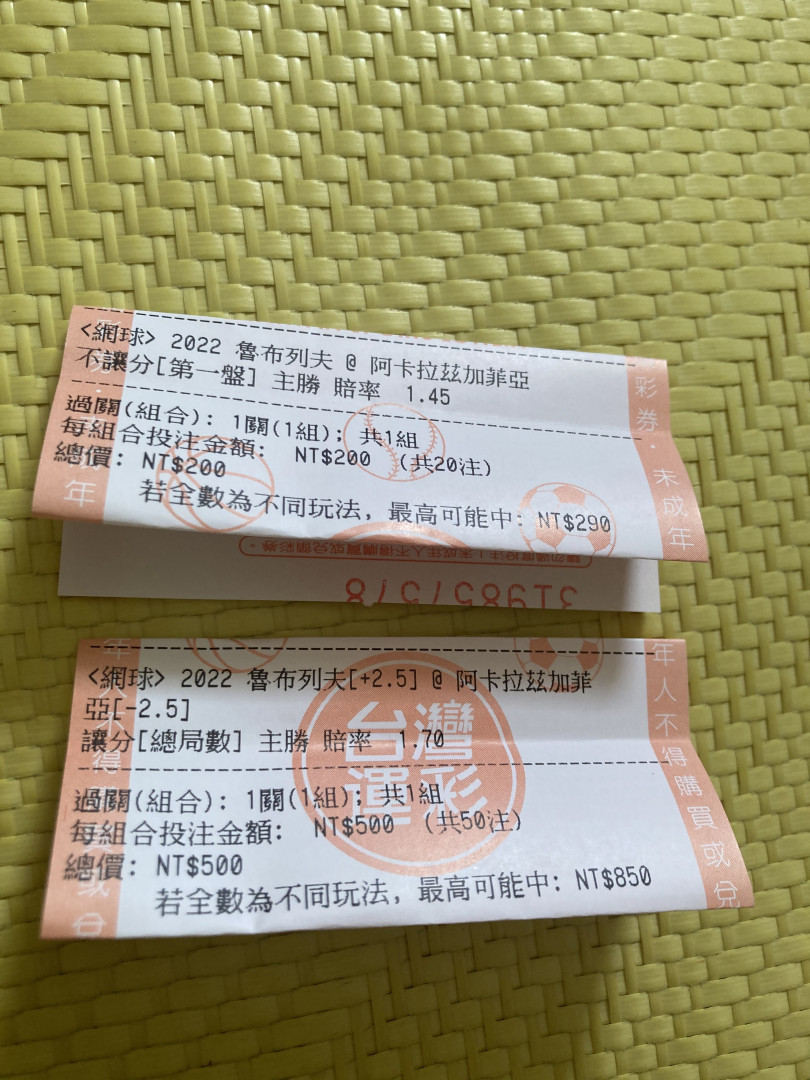 <網球> 2022 魯布列夫 @ 阿卡拉茲加菲亞
不讓分[第一盤] 主勝 賠率 1.45
過關(組合): 1關(1組); 共1組
每組合投注金額: NT$200 (共20注)
總價: NT$200
若全數為不同玩法, 最高可能中: NT$290
年
彩券·未成年
<網球> 2022 魯布列夫[+2.5] @ 阿卡拉茲加菲
亞[-2.5]
讓分[總局數] 主勝 賠率 1.70
過關(組合): 1關(1組); 共1組
每組合投注金額: NT$500 (共50注)
總價: NT$500
若全數為不同玩法, 最高可能中: NT$850
台灣
運彩
年人不得購買或兌